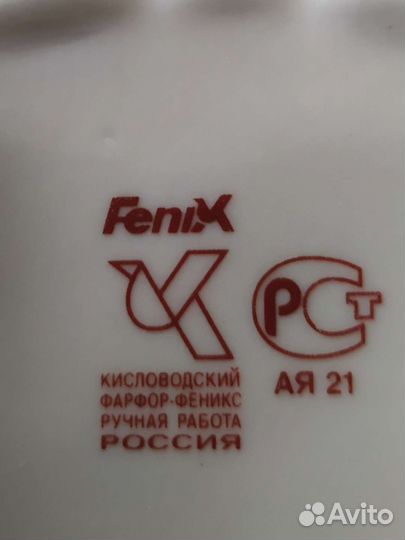 Fenix
КИСЛОВОДСКИЙ
ФАРФОР-ФЕНИКС
РУЧНАЯ РАБОТА
РОССИЯ
РСТ
АЯ 21
Avito